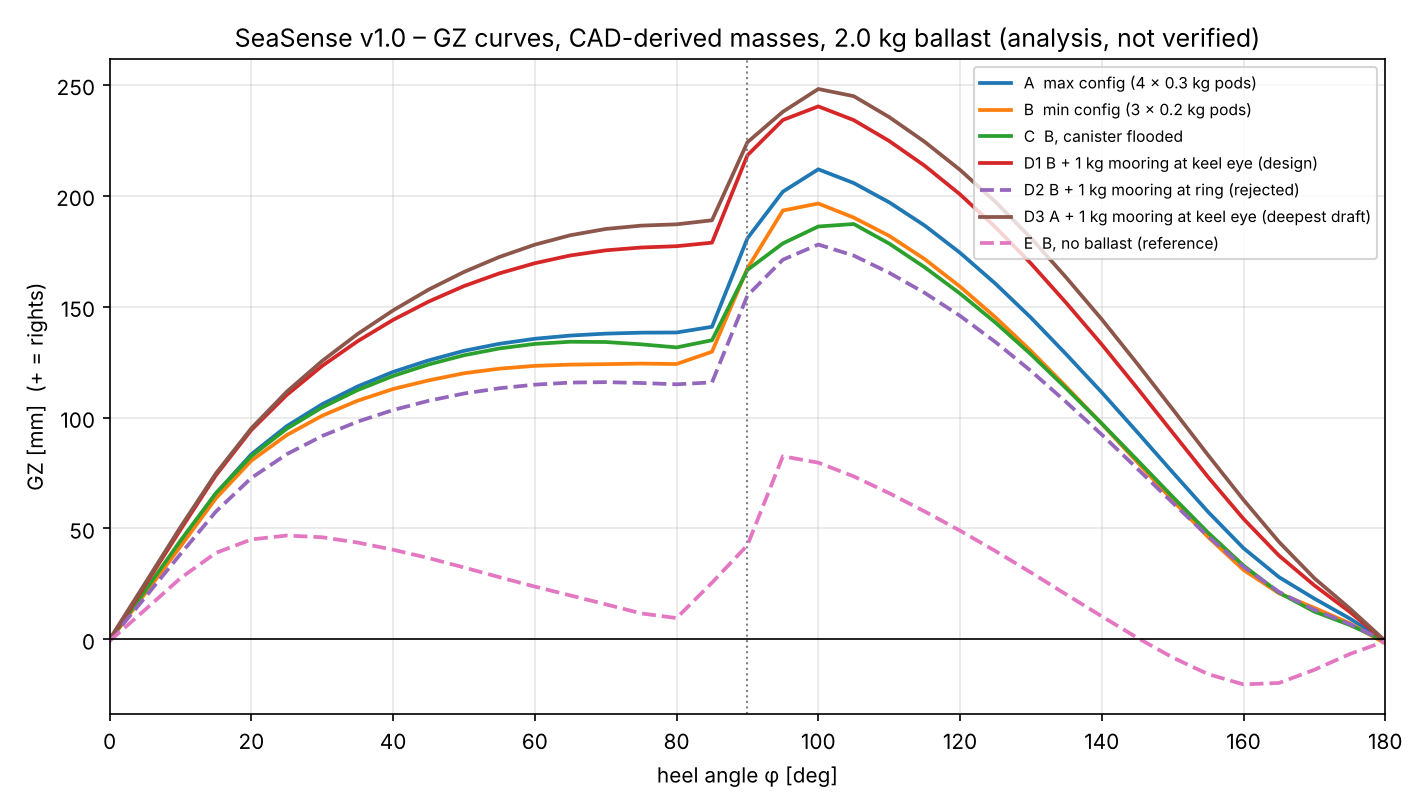 SeaSense v1.0 – GZ curves, CAD-derived masses, 2.0 kg ballast (analysis, not verified)
A  max config (4 × 0.3 kg pods)
B  min config (3 × 0.2 kg pods)
C  B, canister flooded
D1 B + 1 kg mooring at keel eye (design)
D2 B + 1 kg mooring at ring (rejected)
D3 A + 1 kg mooring at keel eye (deepest draft)
E  B, no ballast (reference)
GZ [mm]  (+ = rights)
250
200
150
100
50
0
0 20 40 60 80 100 120 140 160 180
heel angle φ [deg]